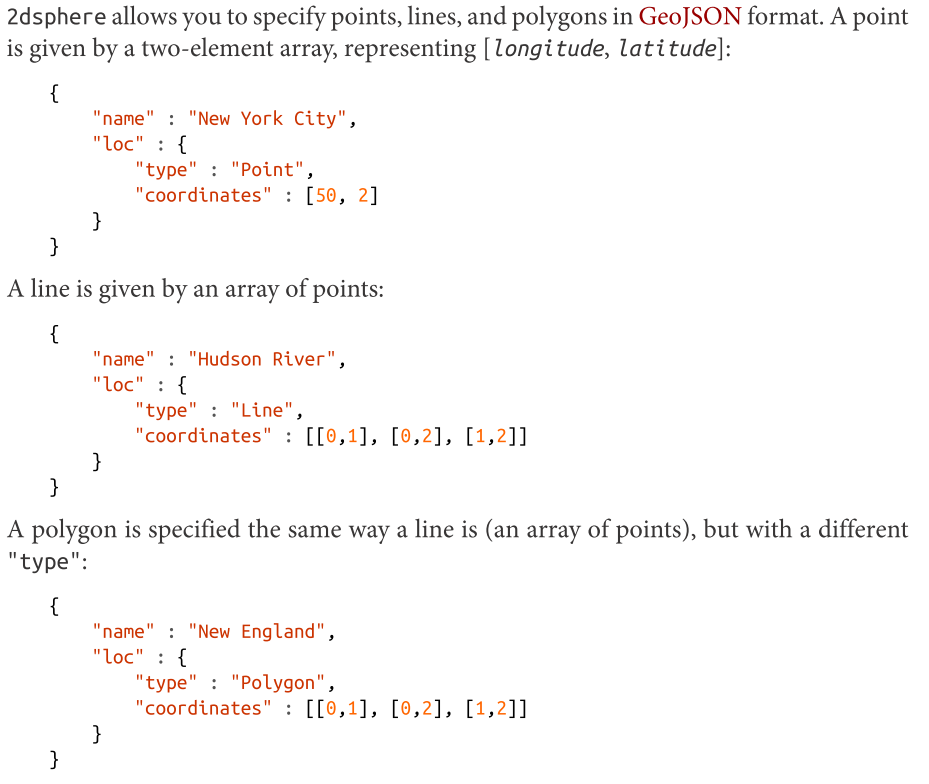 2dsphere allows you to specify points, lines, and polygons in GeoJSON format. A point
is given by a two-element array, representing [longitude, latitude]:
{
    "name" : "New York City",
    "loc" : {
        "type" : "Point",
        "coordinates" : [50, 2]
    }
}
A line is given by an array of points:
{
    "name" : "Hudson River",
    "loc" : {
        "type" : "Line",
        "coordinates" : [[0,1], [0,2], [1,2]]
    }
}
A polygon is specified the same way a line is (an array of points), but with a different
"type":
{
    "name" : "New England",
    "loc" : {
        "type" : "Polygon",
        "coordinates" : [[0,1], [0,2], [1,2]]
    }
}